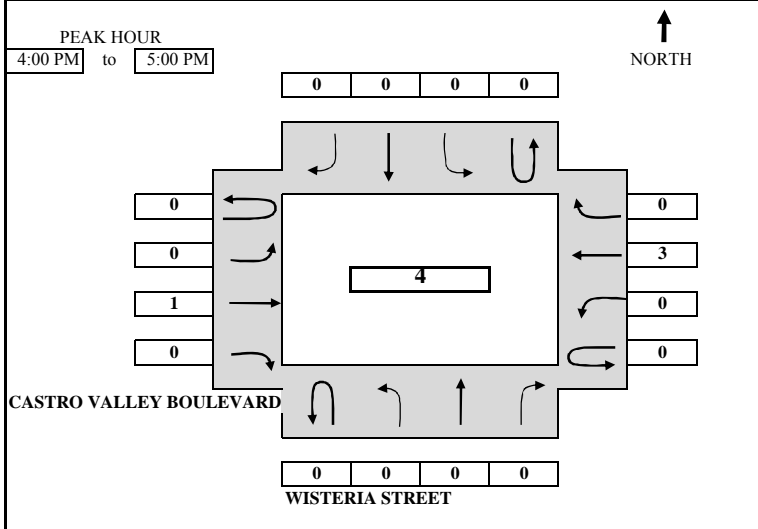 PEAK HOUR
4:00 PM to 5:00 PM
NORTH
0 0 0 0
0 0
0 3
4
1 0
0 0
CASTRO VALLEY BOULEVARD
0 0 0 0
WISTERIA STREET